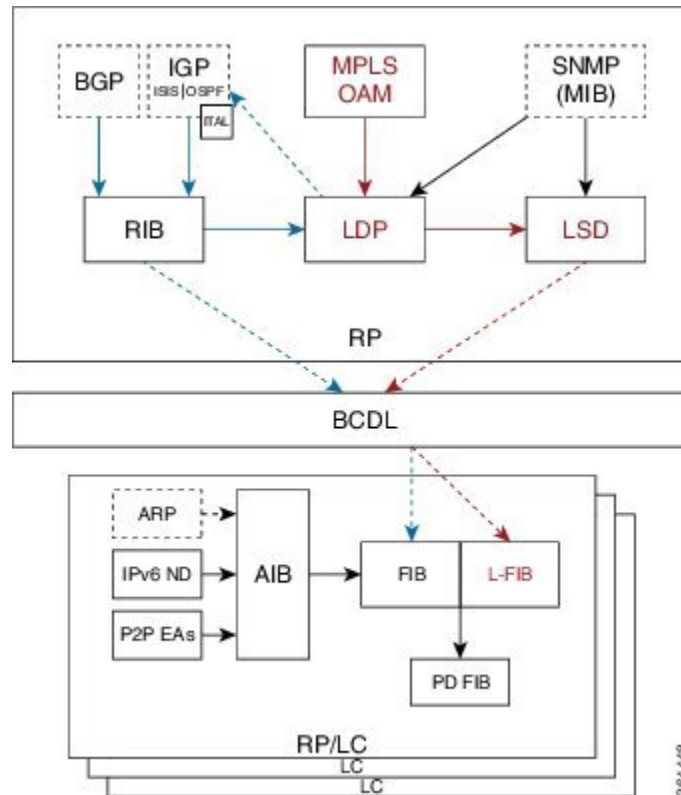 BGP
IGP
ISIS|OSPF
ITAL
MPLS
OAM
SNMP
(MIB)
RIB
LDP
LSD
RP
BCDL
ARP
IPv6 ND
P2P EAs
AIB
FIB
L-FIB
PD FIB
RP/LC
LC
LC